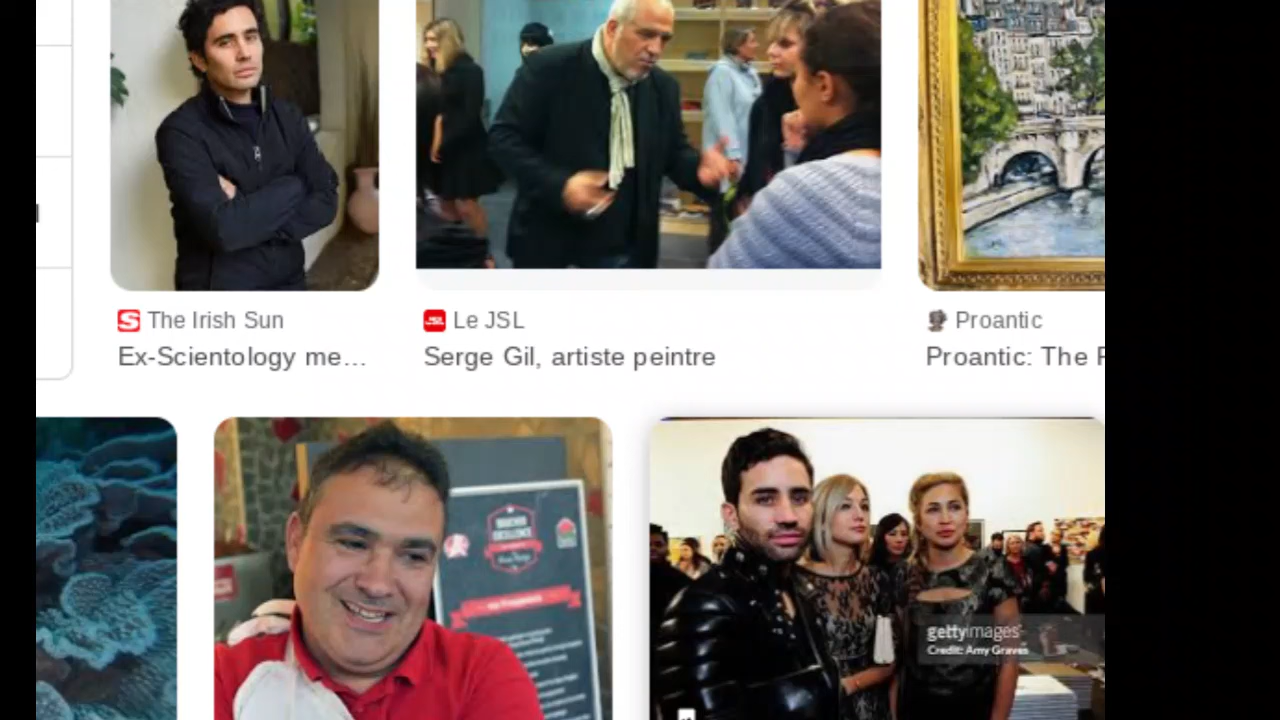 The Irish Sun
Ex-Scientology me...
Le JSL
Serge Gil, artiste peintre
Proantic
Proantic: The
EXCELLENCE
gettyimages
Credit: Amy Graves